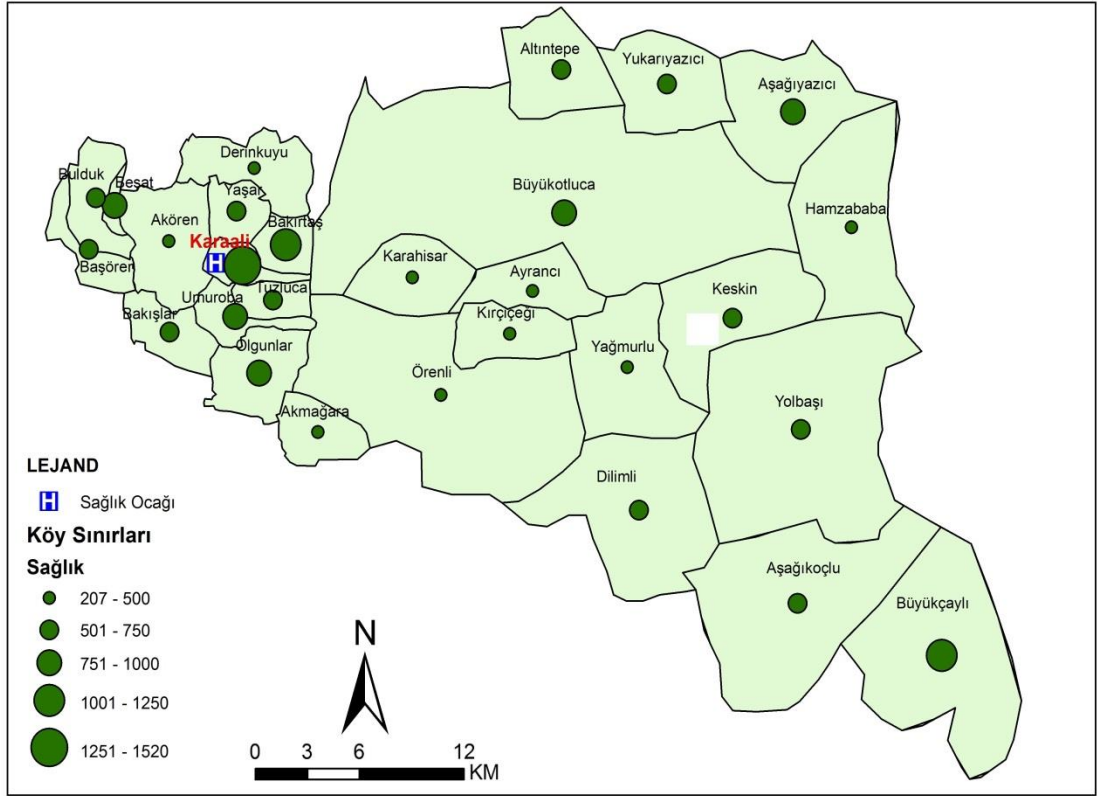 Altıntepe
Yukarıyazıcı
Aşağıyazıcı
Derinkuyu
Bulduk
Beşat
Yaşar
Büyükotluca
Hamzababa
Akören
Bakırtaş
Karaali
H
Karahisar
Ayrancı
Başören
Keskin
Umuroba
Tuzluca
Bakışlar
Kırçiçeği
Olgunlar
Yağmurlu
Örenli
Yolbaşı
Akmağara
Dilimli
Aşağıkoçlu
Büyükçaylı
LEJAND
H Sağlık Ocağı
Köy Sınırları
Sağlık
207 - 500
501 - 750
751 - 1000
1001 - 1250
1251 - 1520
N
0 3 6 12
KM